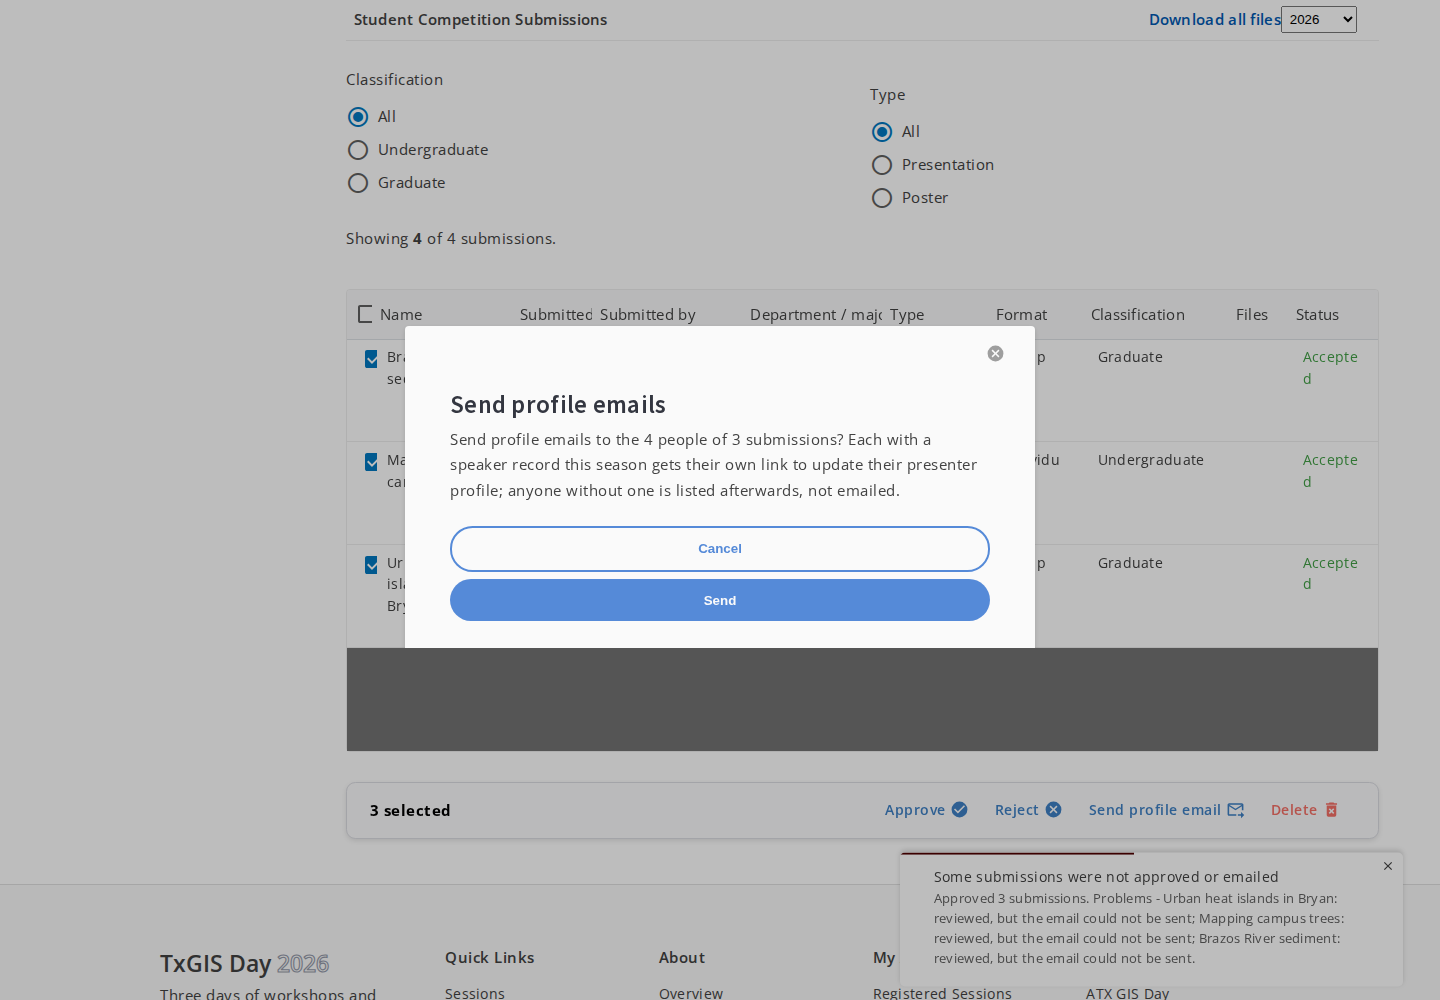 Student Competition Submissions
Download all files
2026
Classification
All
Undergraduate
Graduate
Type
All
Presentation
Poster
Showing 4 of 4 submissions.
Name Submitted Submitted by Department / majo Type Format Classification Files Status
Graduate Accepte
d
Undergraduate Accepte
d
Graduate Accepte
d
Send profile emails
Send profile emails to the 4 people of 3 submissions? Each with a
speaker record this season gets their own link to update their presenter
profile; anyone without one is listed afterwards, not emailed.
Cancel
Send
3 selected
Approve
Reject
Send profile email
Delete
Some submissions were not approved or emailed
Approved 3 submissions. Problems - Urban heat islands in Bryan:
reviewed, but the email could not be sent; Mapping campus trees:
reviewed, but the email could not be sent; Brazos River sediment:
reviewed, but the email could not be sent.
TxGIS Day 2026
Three days of workshops and
Quick Links
Sessions
About
Overview
My
Registered Sessions
ATX GIS Day